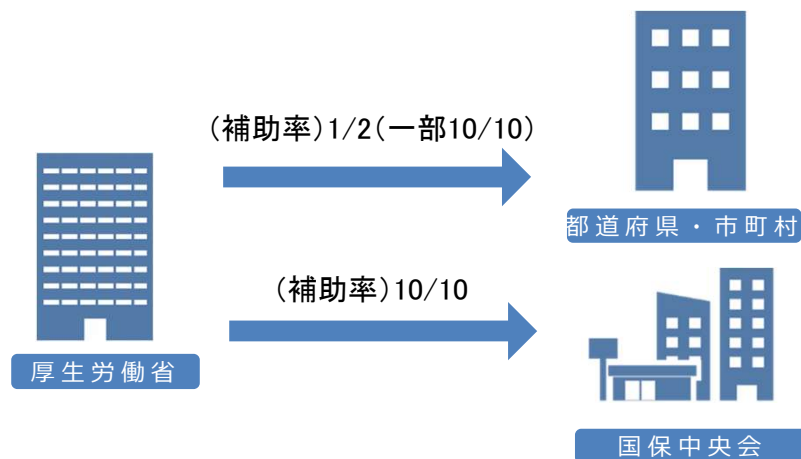 (補助率)1/2(一部10/10)
都道府県・市町村
(補助率)10/10
厚生労働省
国保中央会